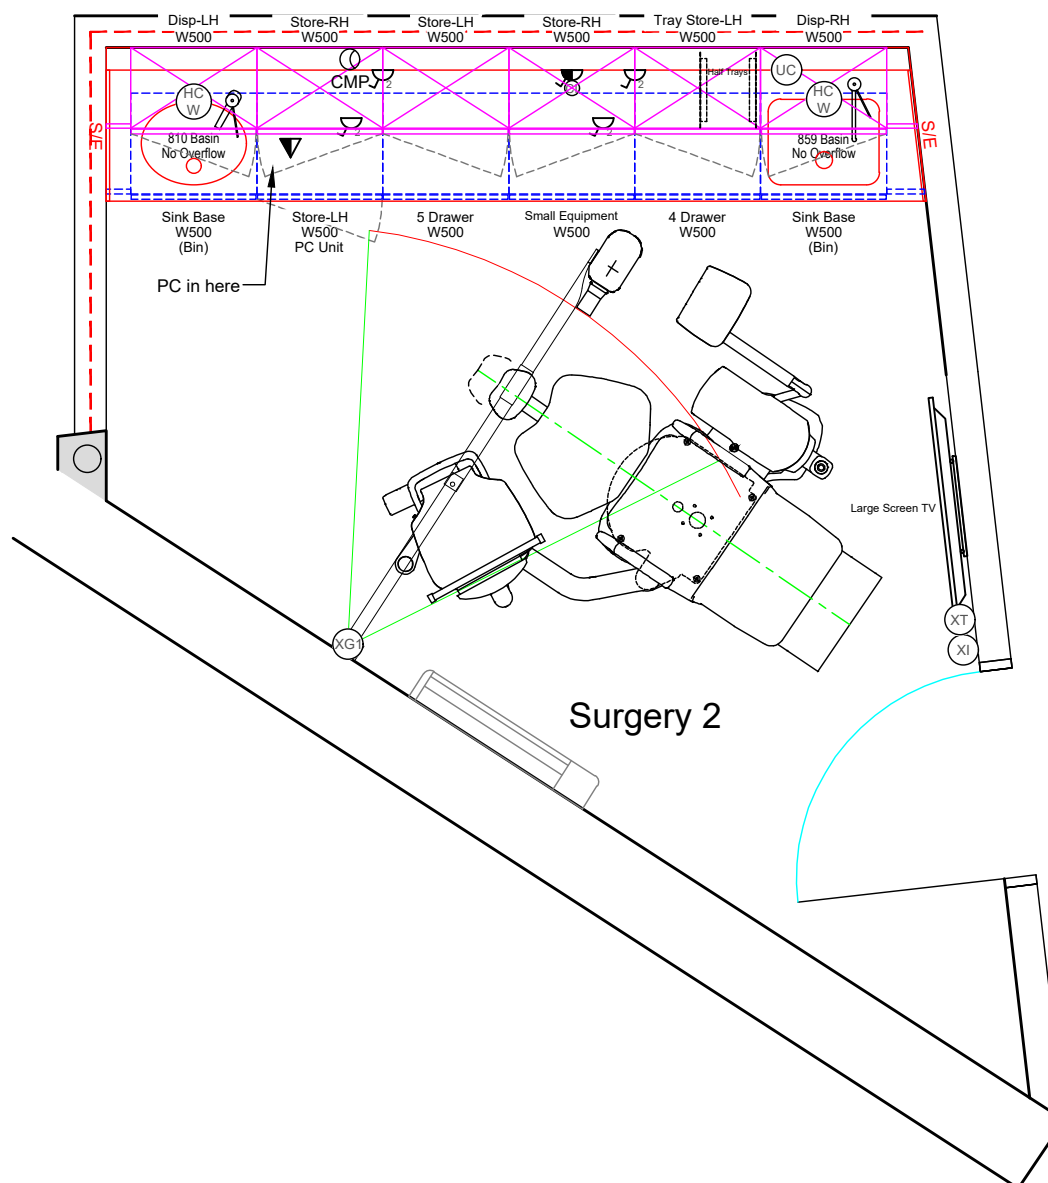 Disp-LH
W500
Store-RH
W500
Store-LH
W500
Store-RH
W500
Tray Store-LH
W500
Disp-RH
W500
CMP
2
2
Half Trays
UC
HC
W
HC
W
S/E
S/E
810 Basin
No Overflow
2
2
859 Basin
No Overflow
Sink Base
W500
(Bin)
Store-LH
W500
PC Unit
5 Drawer
W500
Small Equipment
W500
4 Drawer
W500
Sink Base
W500
(Bin)
PC in here
Large Screen TV
XT
XI
XG1
Surgery 2